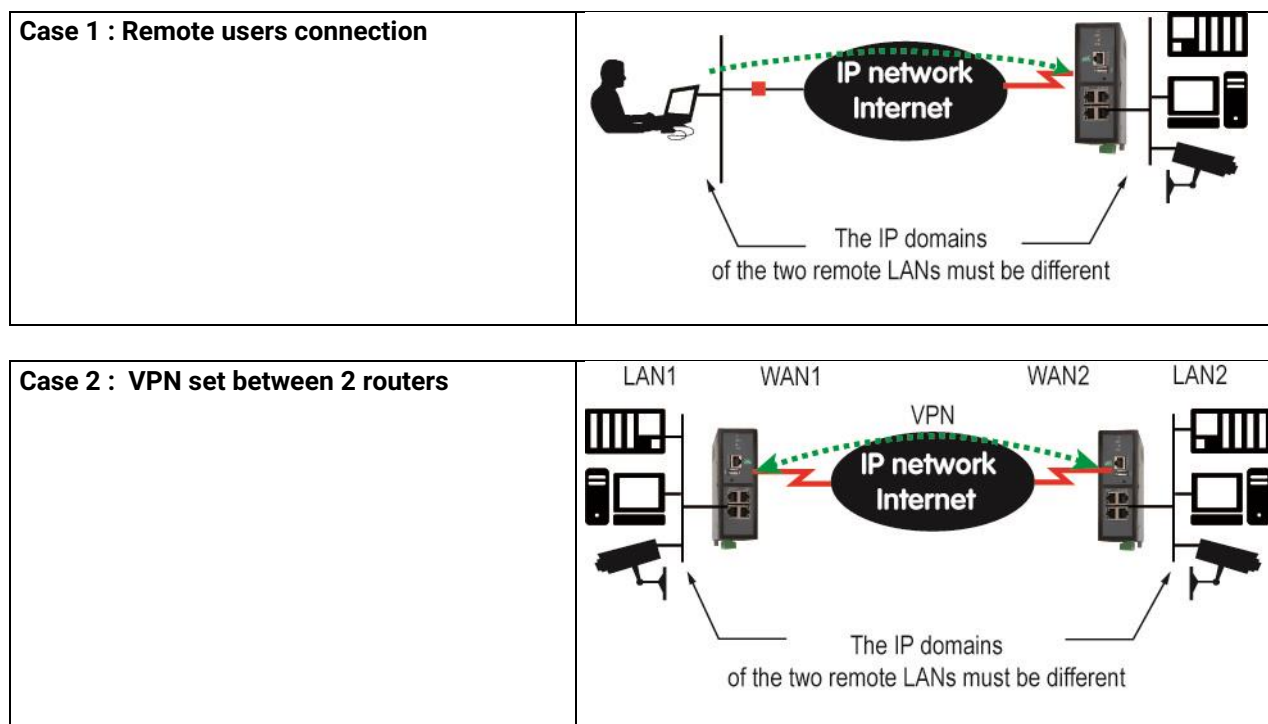 Case 1 : Remote users connection
IP network
Internet
The IP domains
of the two remote LANs must be different
Case 2 :  VPN set between 2 routers
LAN1 WAN1 WAN2 LAN2
VPN
IP network
Internet
The IP domains
of the two remote LANs must be different